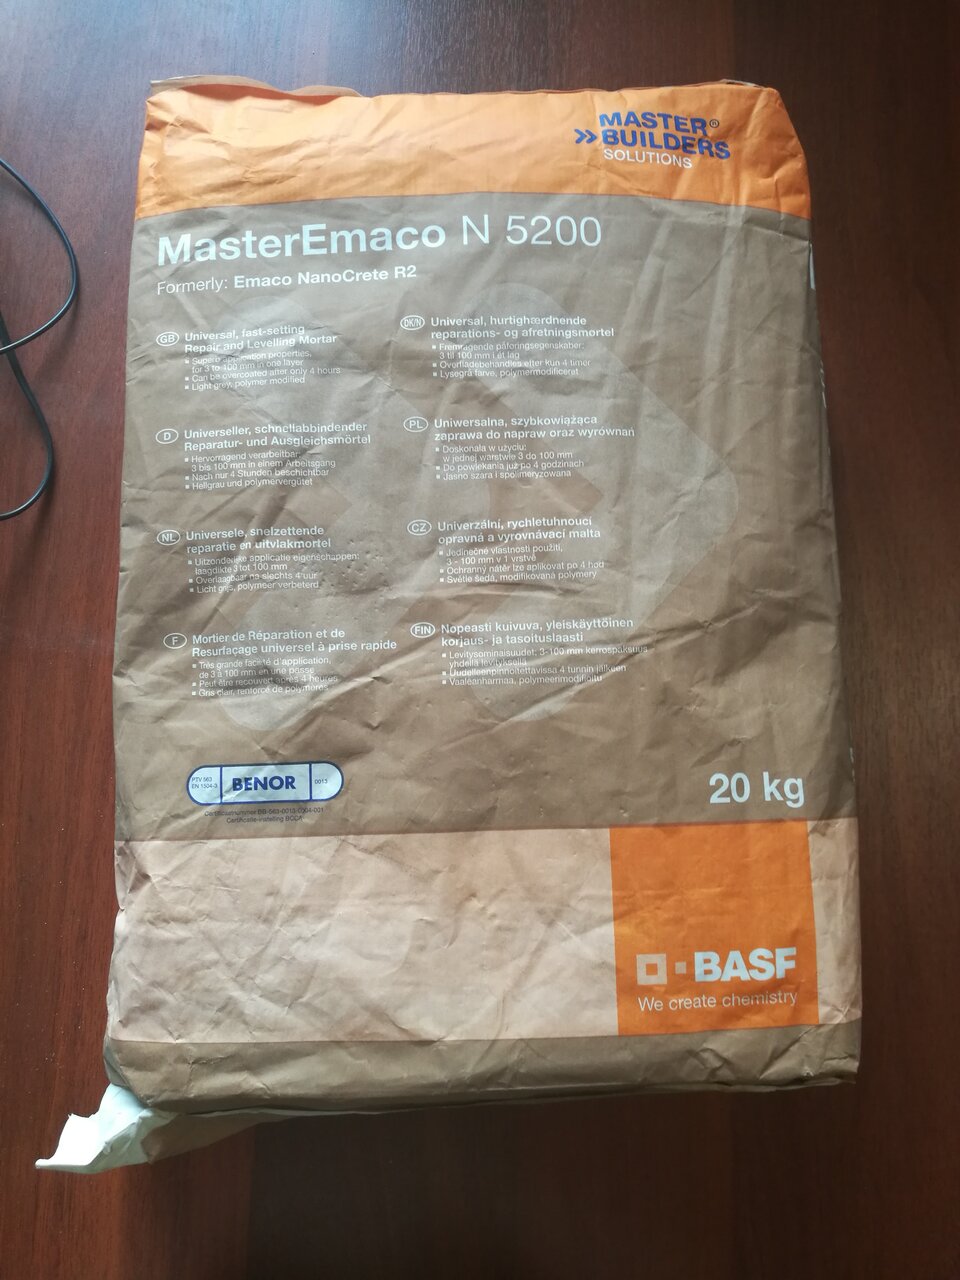 MASTER®
BUILDERS
SOLUTIONS
MasterEmaco N 5200
Formerly: Emaco NanoCrete R2
GB Universal, fast-setting
Repair and Levelling Mortar
Superb application properties,
for 3 to 100 mm in one layer
Can be overcoated after only 4 hours
Light grey, polymer modified
D Universeller, schnellabbindender
Reparatur- und Ausgleichsmörtel
Hervorragend verarbeitbar:
3 bis 100 mm in einem Arbeitsgang
Nach nur 4 Stunden beschichtbar
Hellgrau und polymervergütet
NL Universele, snelzettende
reparatie en uitvlakmortel
Uitzonderlijke applicatie eigenschappen:
laagdikte 3 tot 100 mm
Overlaagbaar na slechts 4 uur
Licht grijs, polymeer verbeterd
F Mortier de Réparation et de
Resurfaçage universel à prise rapide
Très grande facilité d'application,
de 3 à 100 mm en une passe
Peut être recouvert après 4 heures
Gris clair, renforcé de polymères
DK/N Universal, hurtighærdnende
reparations- og afretningsmørtel
Fremragende påføringsegenskaber:
3 til 100 mm i ét lag
Overfladebehandles efter kun 4 timer
Lysegrå farve, polymermodificeret
PL Uniwersalna, szybkowiążąca
zaprawa do napraw oraz wyrównań
Doskonała w użyciu:
w jednej warstwie 3 do 100 mm
Do powlekania już po 4 godzinach
Jasno szara i spolimeryzowana
CZ Univerzální, rychletuhnoucí
opravná a vyrovnávací malta
Jedinečné vlastnosti použití,
3 - 100 mm v 1 vrstvě
Ochranný nátěr lze aplikovat po 4 hod
Světle šedá, modifikovaná polymery
FIN Nopeasti kuivuva, yleiskäyttöinen
korjaus- ja tasoituslaasti
Levitysominaisuudet: 3-100 mm kerrospaksuus
yhdellä levityksellä
Uudelleenpinnoitettavissa 4 tunnin jälkeen
Vaaleanharmaa, polymeerimodifioitu
PTV 563
EN 1504-3
BENOR
0013
Certificaatnummer BB-563-0013-0004-001
Certificatie-instelling BCCA
20 kg
BASF
We create chemistry